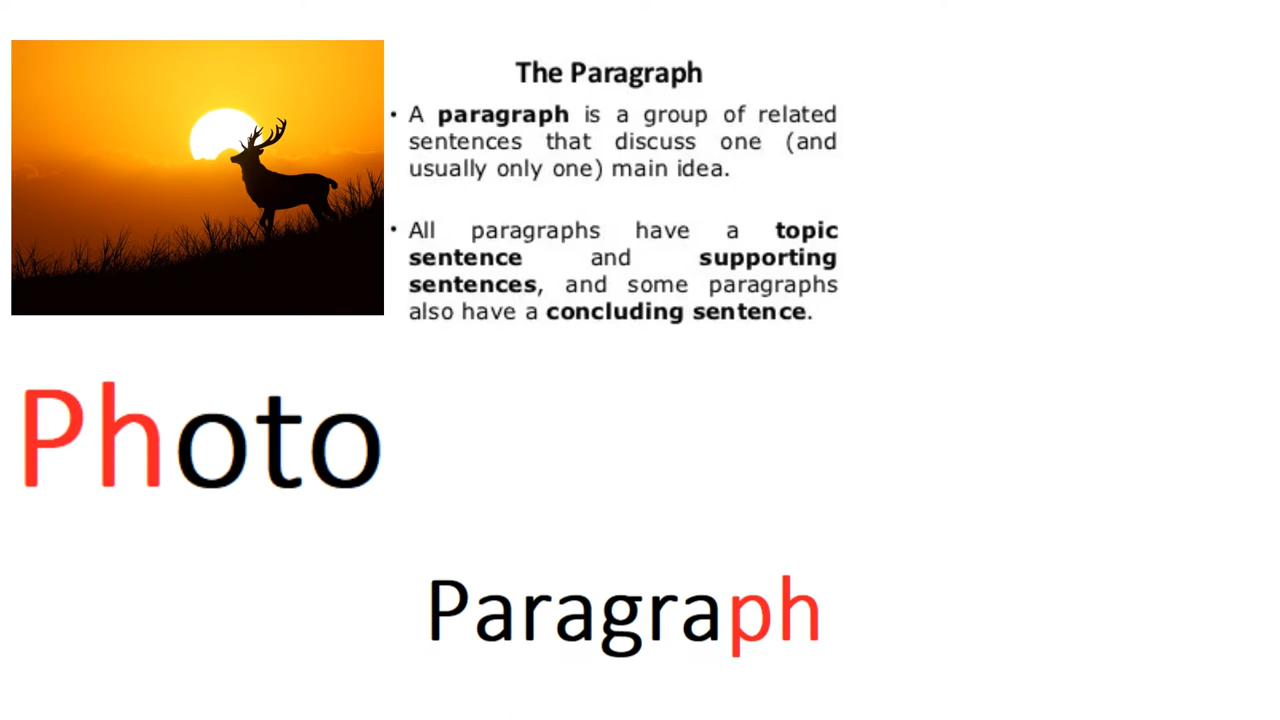 The Paragraph
• A paragraph is a group of related
sentences that discuss one (and
usually only one) main idea.
• All paragraphs have a topic
sentence and supporting
sentences, and some paragraphs
also have a concluding sentence.
Photo
Paragraph